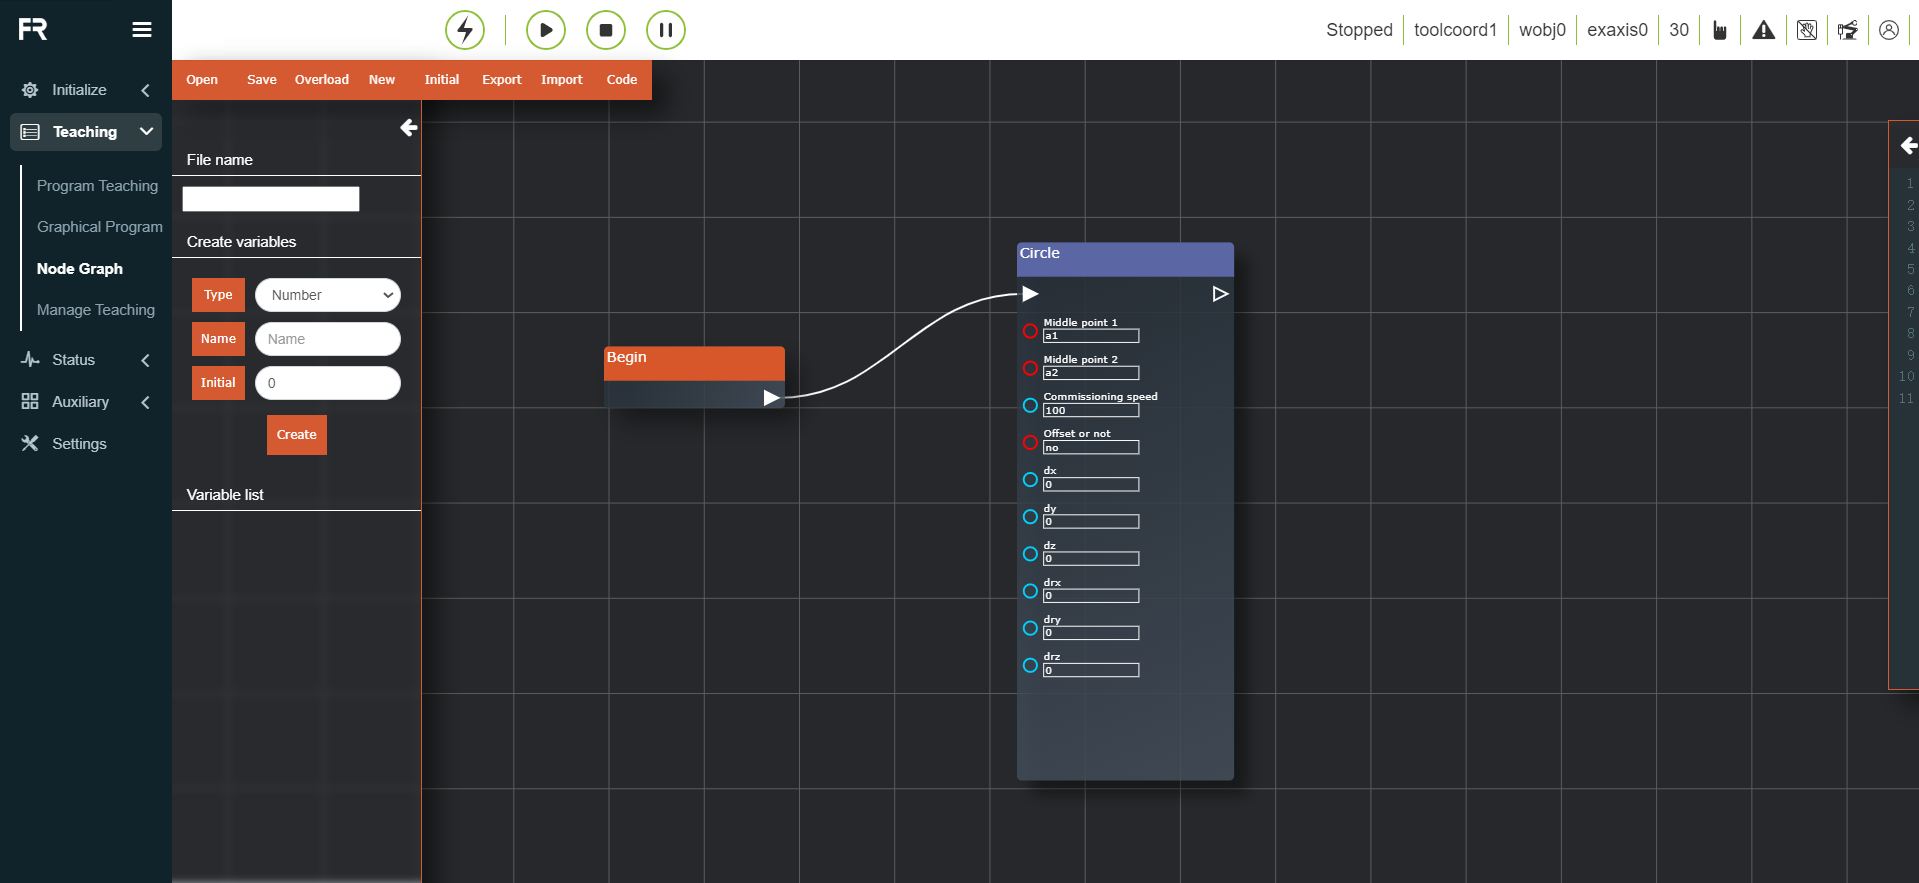 FR
Stopped
toolcoord1
wobj0
exaxis0
30
Open
Save
Overload
New
Initial
Export
Import
Code
Initialize
Teaching
Program Teaching
Graphical Program
Node Graph
Manage Teaching
Status
Auxiliary
Settings
File name
Create variables
Type
Number
Name
Name
Initial
0
Create
Variable list
Begin
Circle
Middle point 1
a1
Middle point 2
a2
Commissioning speed
100
Offset or not
no
dx
0
dy
0
dz
0
drx
0
dry
0
drz
0
1
2
3
4
5
6
7
8
9
10
11